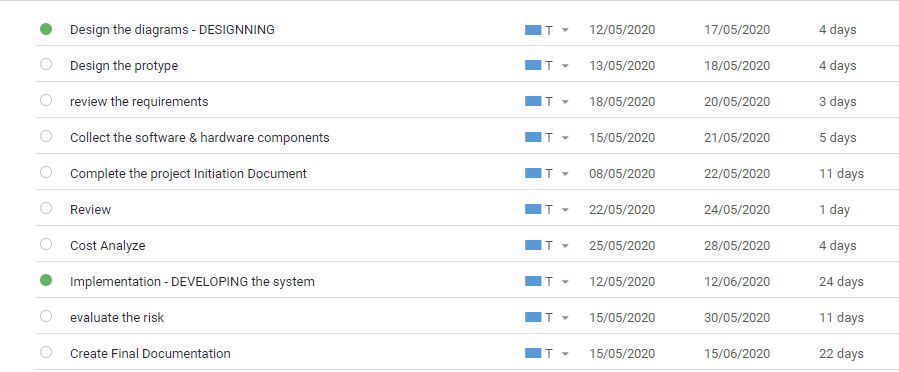 Design the diagrams - DESIGNNING T 12/05/2020 17/05/2020 4 days
Design the protype T 13/05/2020 18/05/2020 4 days
review the requirements T 18/05/2020 20/05/2020 3 days
Collect the software & hardware components T 15/05/2020 21/05/2020 5 days
Complete the project Initiation Document T 08/05/2020 22/05/2020 11 days
Review T 22/05/2020 24/05/2020 1 day
Cost Analyze T 25/05/2020 28/05/2020 4 days
Implementation - DEVELOPING the system T 12/05/2020 12/06/2020 24 days
evaluate the risk T 15/05/2020 30/05/2020 11 days
Create Final Documentation T 15/05/2020 15/06/2020 22 days